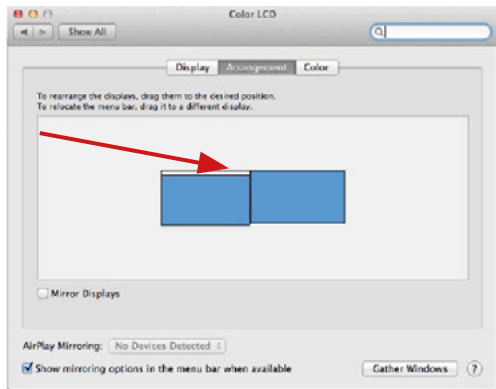 Color LCD
Show All
Display Arrangement Color
To rearrange the displays, drag them to the desired position.
To relocate the menu bar, drag it to a different display.
Mirror Displays
AirPlay Mirroring: No Devices Detected
Show mirroring options in the menu bar when available
Gather Windows ?